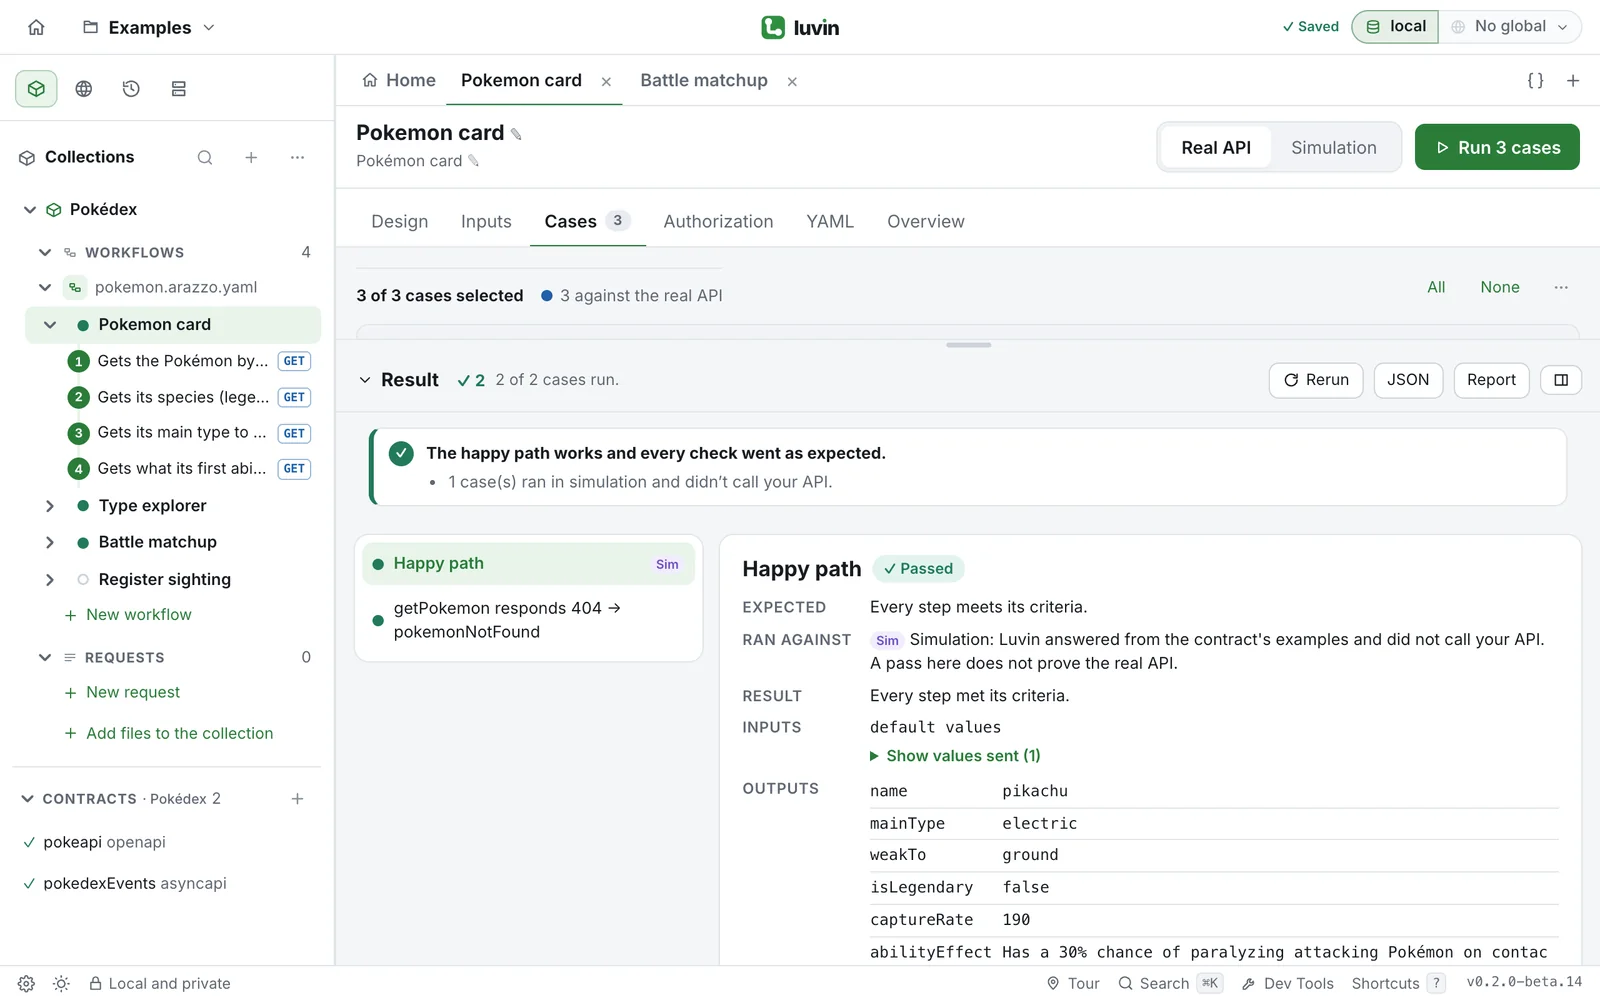 Examples
luvin
Saved
local
No global
Home
Pokemon card
Battle matchup
Collections
Pokemon card
Pokémon card
Real API
Simulation
Run 3 cases
Pokédex
Design
Inputs
Cases 3
Authorization
YAML
Overview
WORKFLOWS 4
pokemon.arazzo.yaml
Pokemon card
1 Gets the Pokémon by... GET
2 Gets its species (lege... GET
3 Gets its main type to ... GET
4 Gets what its first abi... GET
Type explorer
Battle matchup
Register sighting
+ New workflow
REQUESTS 0
+ New request
+ Add files to the collection
CONTRACTS · Pokédex 2
pokeapi openapi
pokedexEvents asyncapi
3 of 3 cases selected
3 against the real API
All
None
Result
2
2 of 2 cases run.
Rerun
JSON
Report
The happy path works and every check went as expected.
• 1 case(s) ran in simulation and didn’t call your API.
Happy path Sim
getPokemon responds 404 →
pokemonNotFound
Happy path
Passed
EXPECTED Every step meets its criteria.
RAN AGAINST Sim Simulation: Luvin answered from the contract's examples and did not call your API.
A pass here does not prove the real API.
RESULT Every step met its criteria.
INPUTS default values
Show values sent (1)
OUTPUTS
name pikachu
mainType electric
weakTo ground
isLegendary false
captureRate 190
abilityEffect Has a 30% chance of paralyzing attacking Pokémon on contac
Local and private
Tour
Search ⌘K
Dev Tools
Shortcuts ?
v0.2.0-beta.14